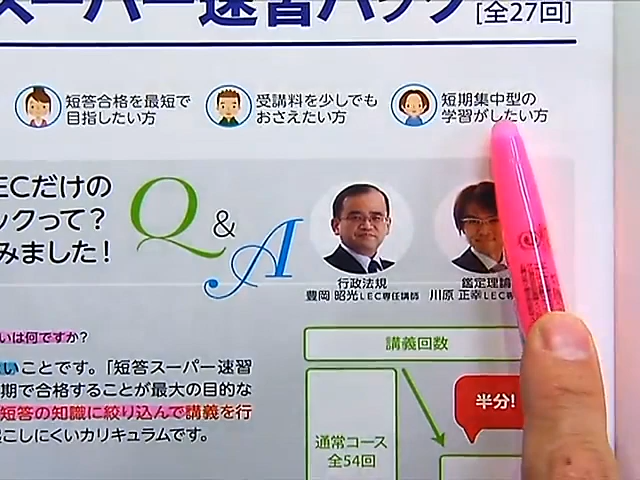 スーパー速習パック[全27回]
短答合格を最短で
目指したい方
受講料を少しでも
おさえたい方
短期集中型の
学習がしたい方
ECだけの
ックって?
みました!
Q&A
行政法規
豊岡 昭光LEC専任講師
鑑定理論
川原 正幸LEC専
いは何ですか?
いことです。「短答スーパー速習
期で合格することが最大の目的な
短答の知識に絞り込んで講義を行
起こしにくいカリキュラムです。
講義回数
半分!
通常コース
全54回